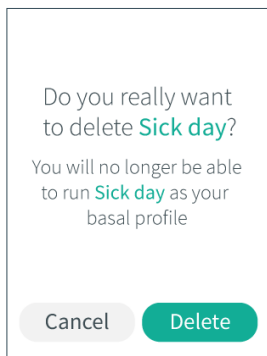 Do you really want
to delete Sick day?
You will no longer be able
to run Sick day as your
basal profile
Cancel
Delete